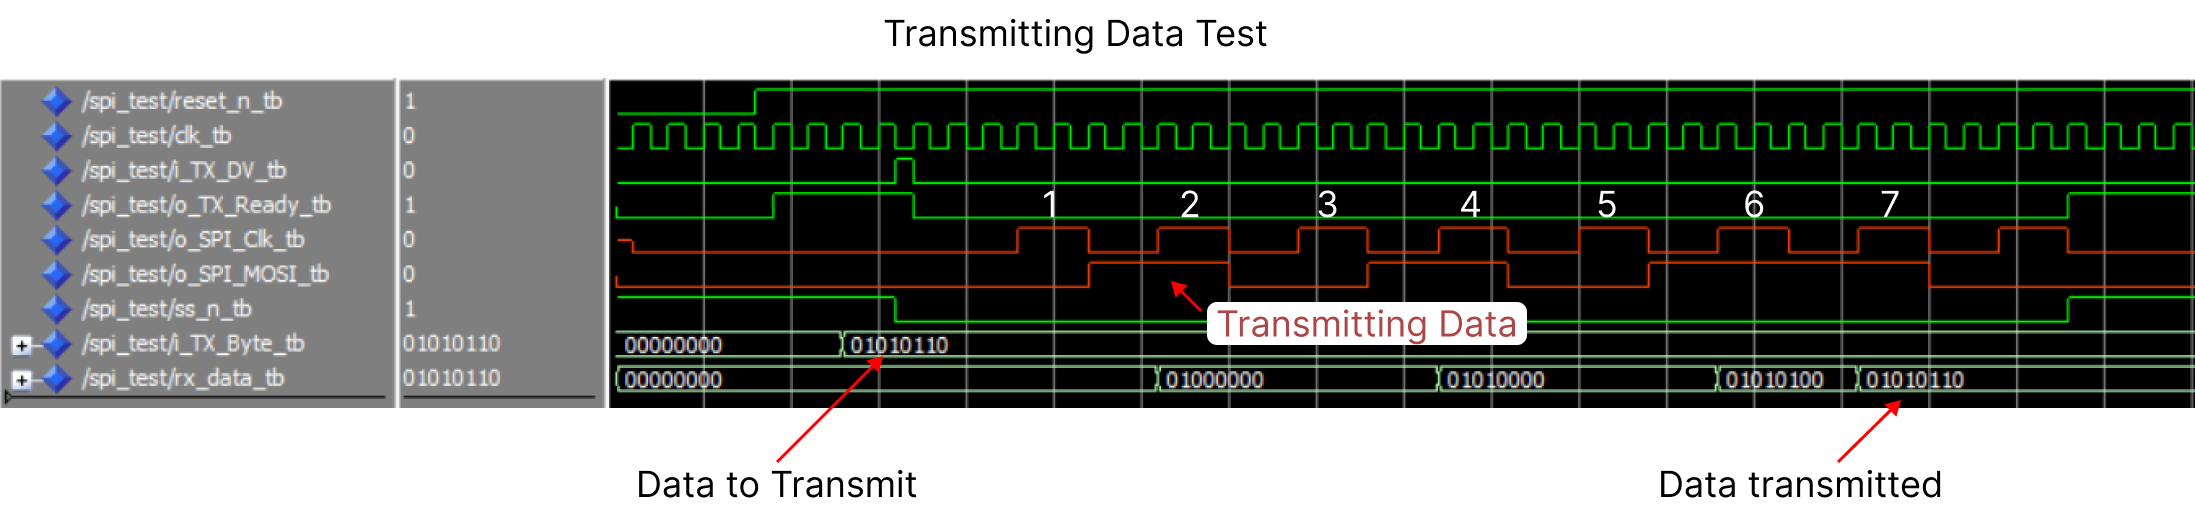 Transmitting Data Test
/spi_test/reset_n_tb 1
/spi_test/clk_tb 0
/spi_test/i_TX_DV_tb 0
/spi_test/o_TX_Ready_tb 1 1 2 3 4 5 6 7
/spi_test/o_SPI_Clk_tb 0
/spi_test/o_SPI_MOSI_tb 0
/spi_test/ss_n_tb 1
Transmitting Data
/spi_test/i_TX_Byte_tb 01010110 00000000 01010110
/spi_test/rx_data_tb 01010110 00000000 01000000 01010000 01010100 01010110
Data to Transmit
Data transmitted